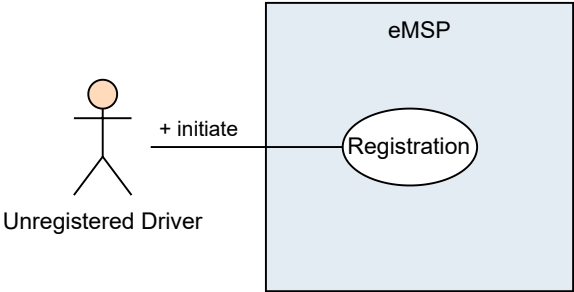 eMSP
+ initiate
Registration
Unregistered Driver